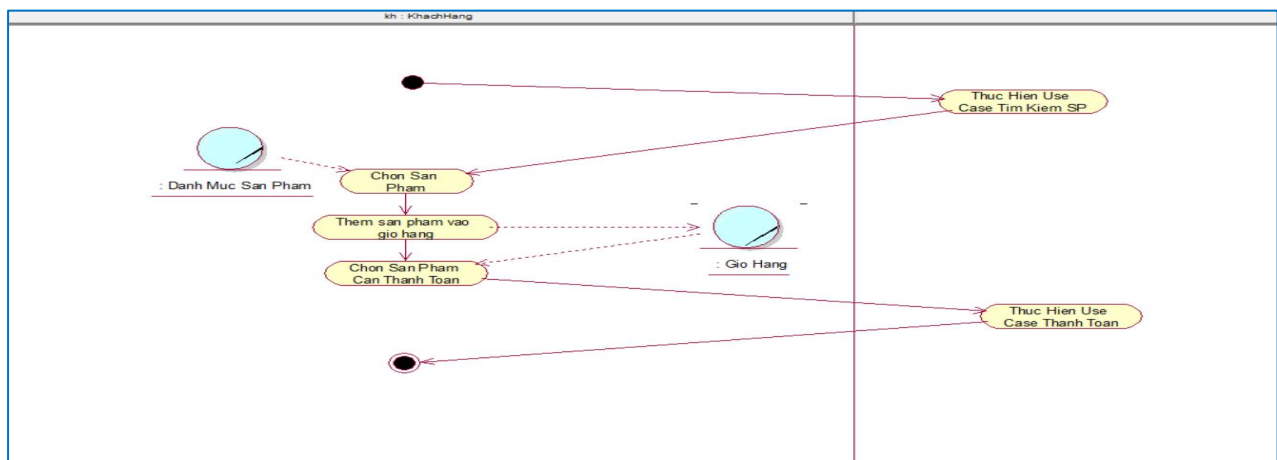 kh : KhachHang
Thuc Hien Use
Case Tim Kiem SP
: Danh Muc San Pham
Chon San
Pham
Them san pham vao
gio hang
: Gio Hang
Chon San Pham
Can Thanh Toan
Thuc Hien Use
Case Thanh Toan